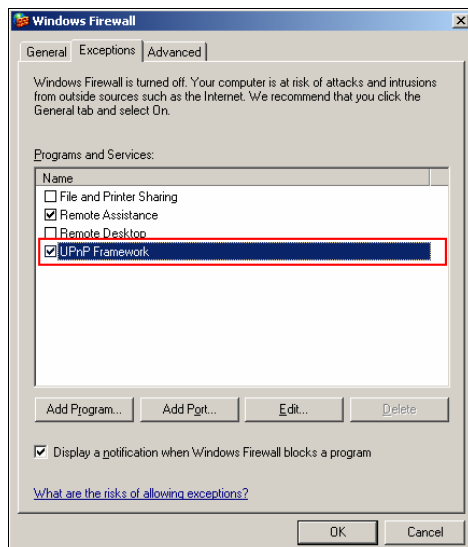 Windows Firewall
General Exceptions Advanced
Windows Firewall is turned off. Your computer is at risk of attacks and intrusions
from outside sources such as the Internet. We recommend that you click the
General tab and select On.
Programs and Services:
Name
File and Printer Sharing
Remote Assistance
Remote Desktop
UPnP Framework
Add Program... Add Port... Edit... Delete
Display a notification when Windows Firewall blocks a program
What are the risks of allowing exceptions?
OK Cancel